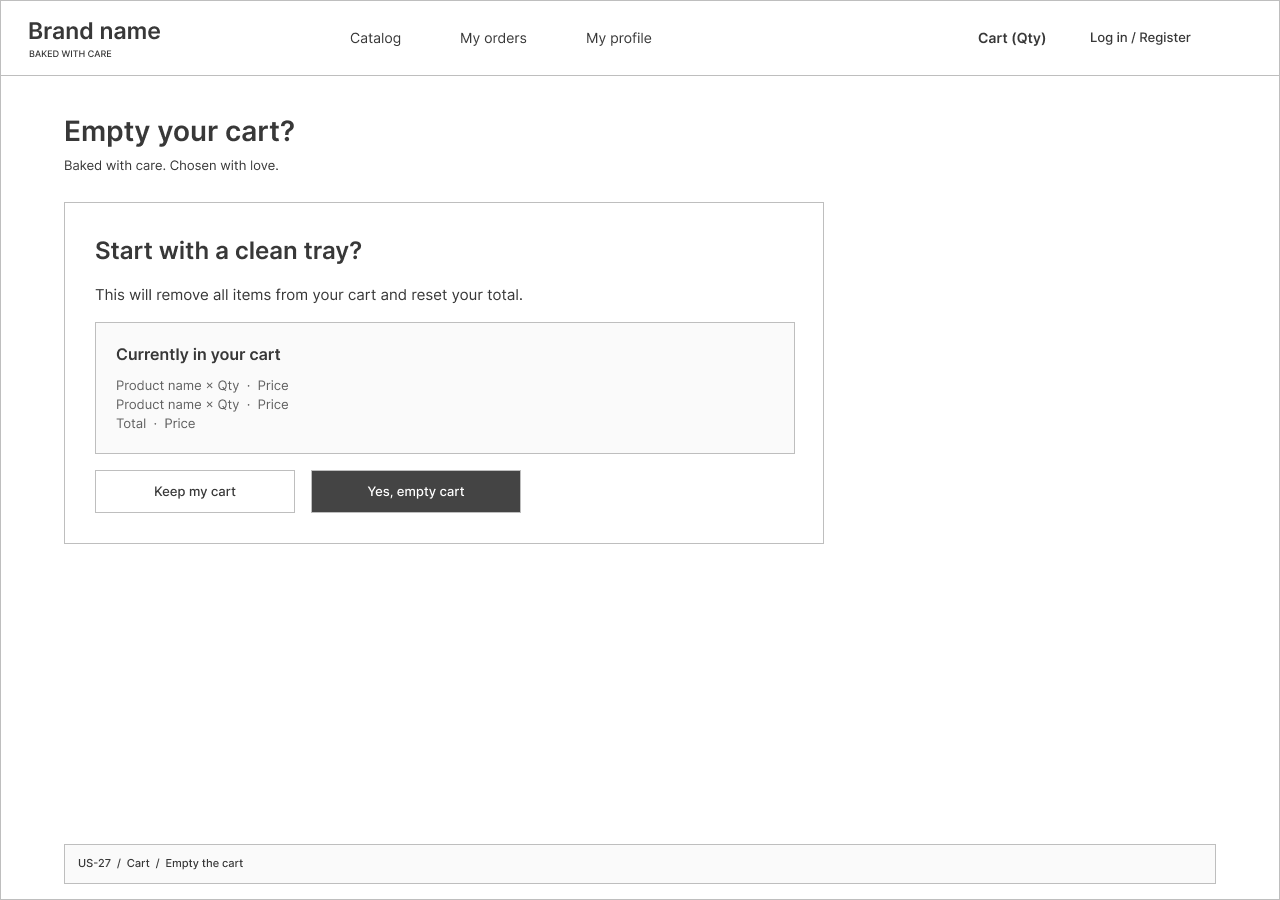 Brand name
BAKED WITH CARE
Catalog
My orders
My profile
Cart (Qty)
Log in / Register
Empty your cart?
Baked with care. Chosen with love.
Start with a clean tray?
This will remove all items from your cart and reset your total.
Currently in your cart
Product name × Qty · Price
Product name × Qty · Price
Total · Price
Keep my cart
Yes, empty cart
US-27 / Cart / Empty the cart